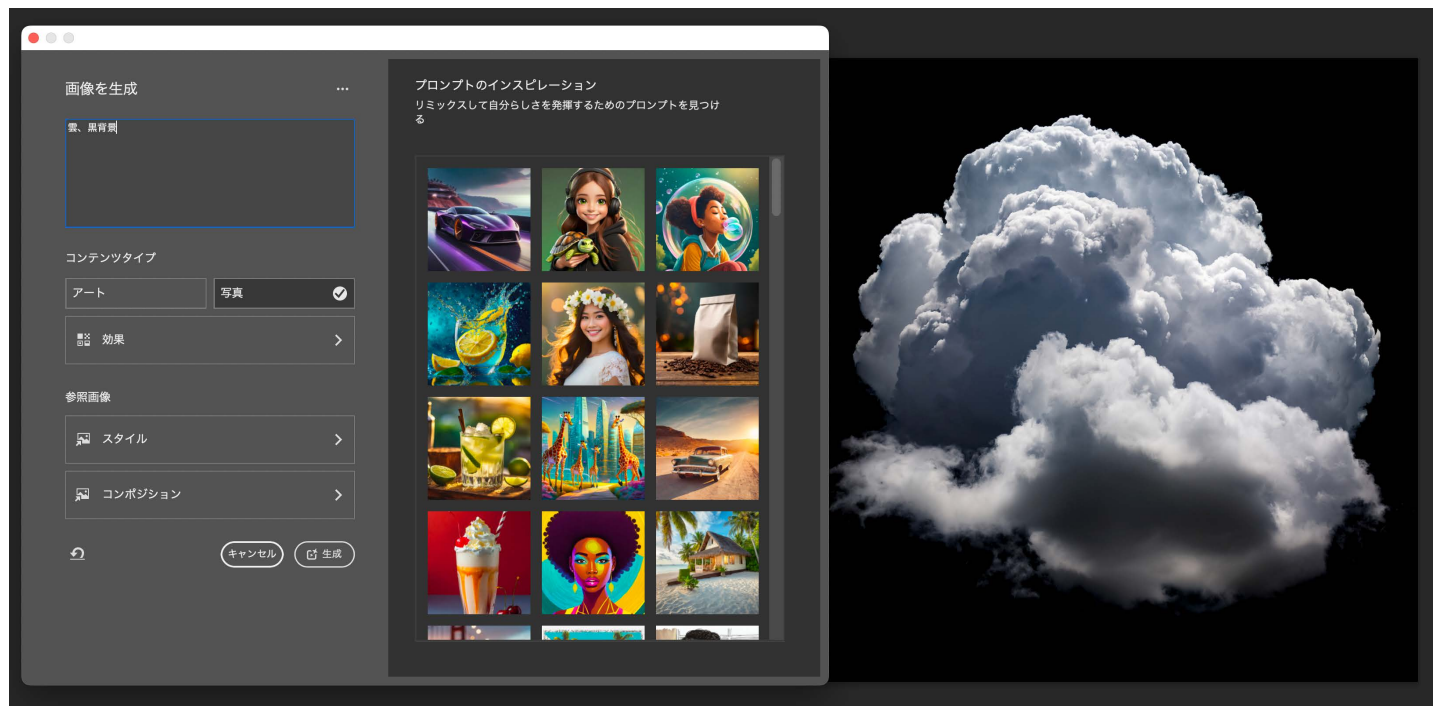 画像を生成
...
雲、黒背景
コンテンツタイプ
アート
写真
効果
参照画像
スタイル
コンポジション
キャンセル
生成
プロンプトのインスピレーション
リミックスして自分らしさを発揮するためのプロンプトを見つけ
る